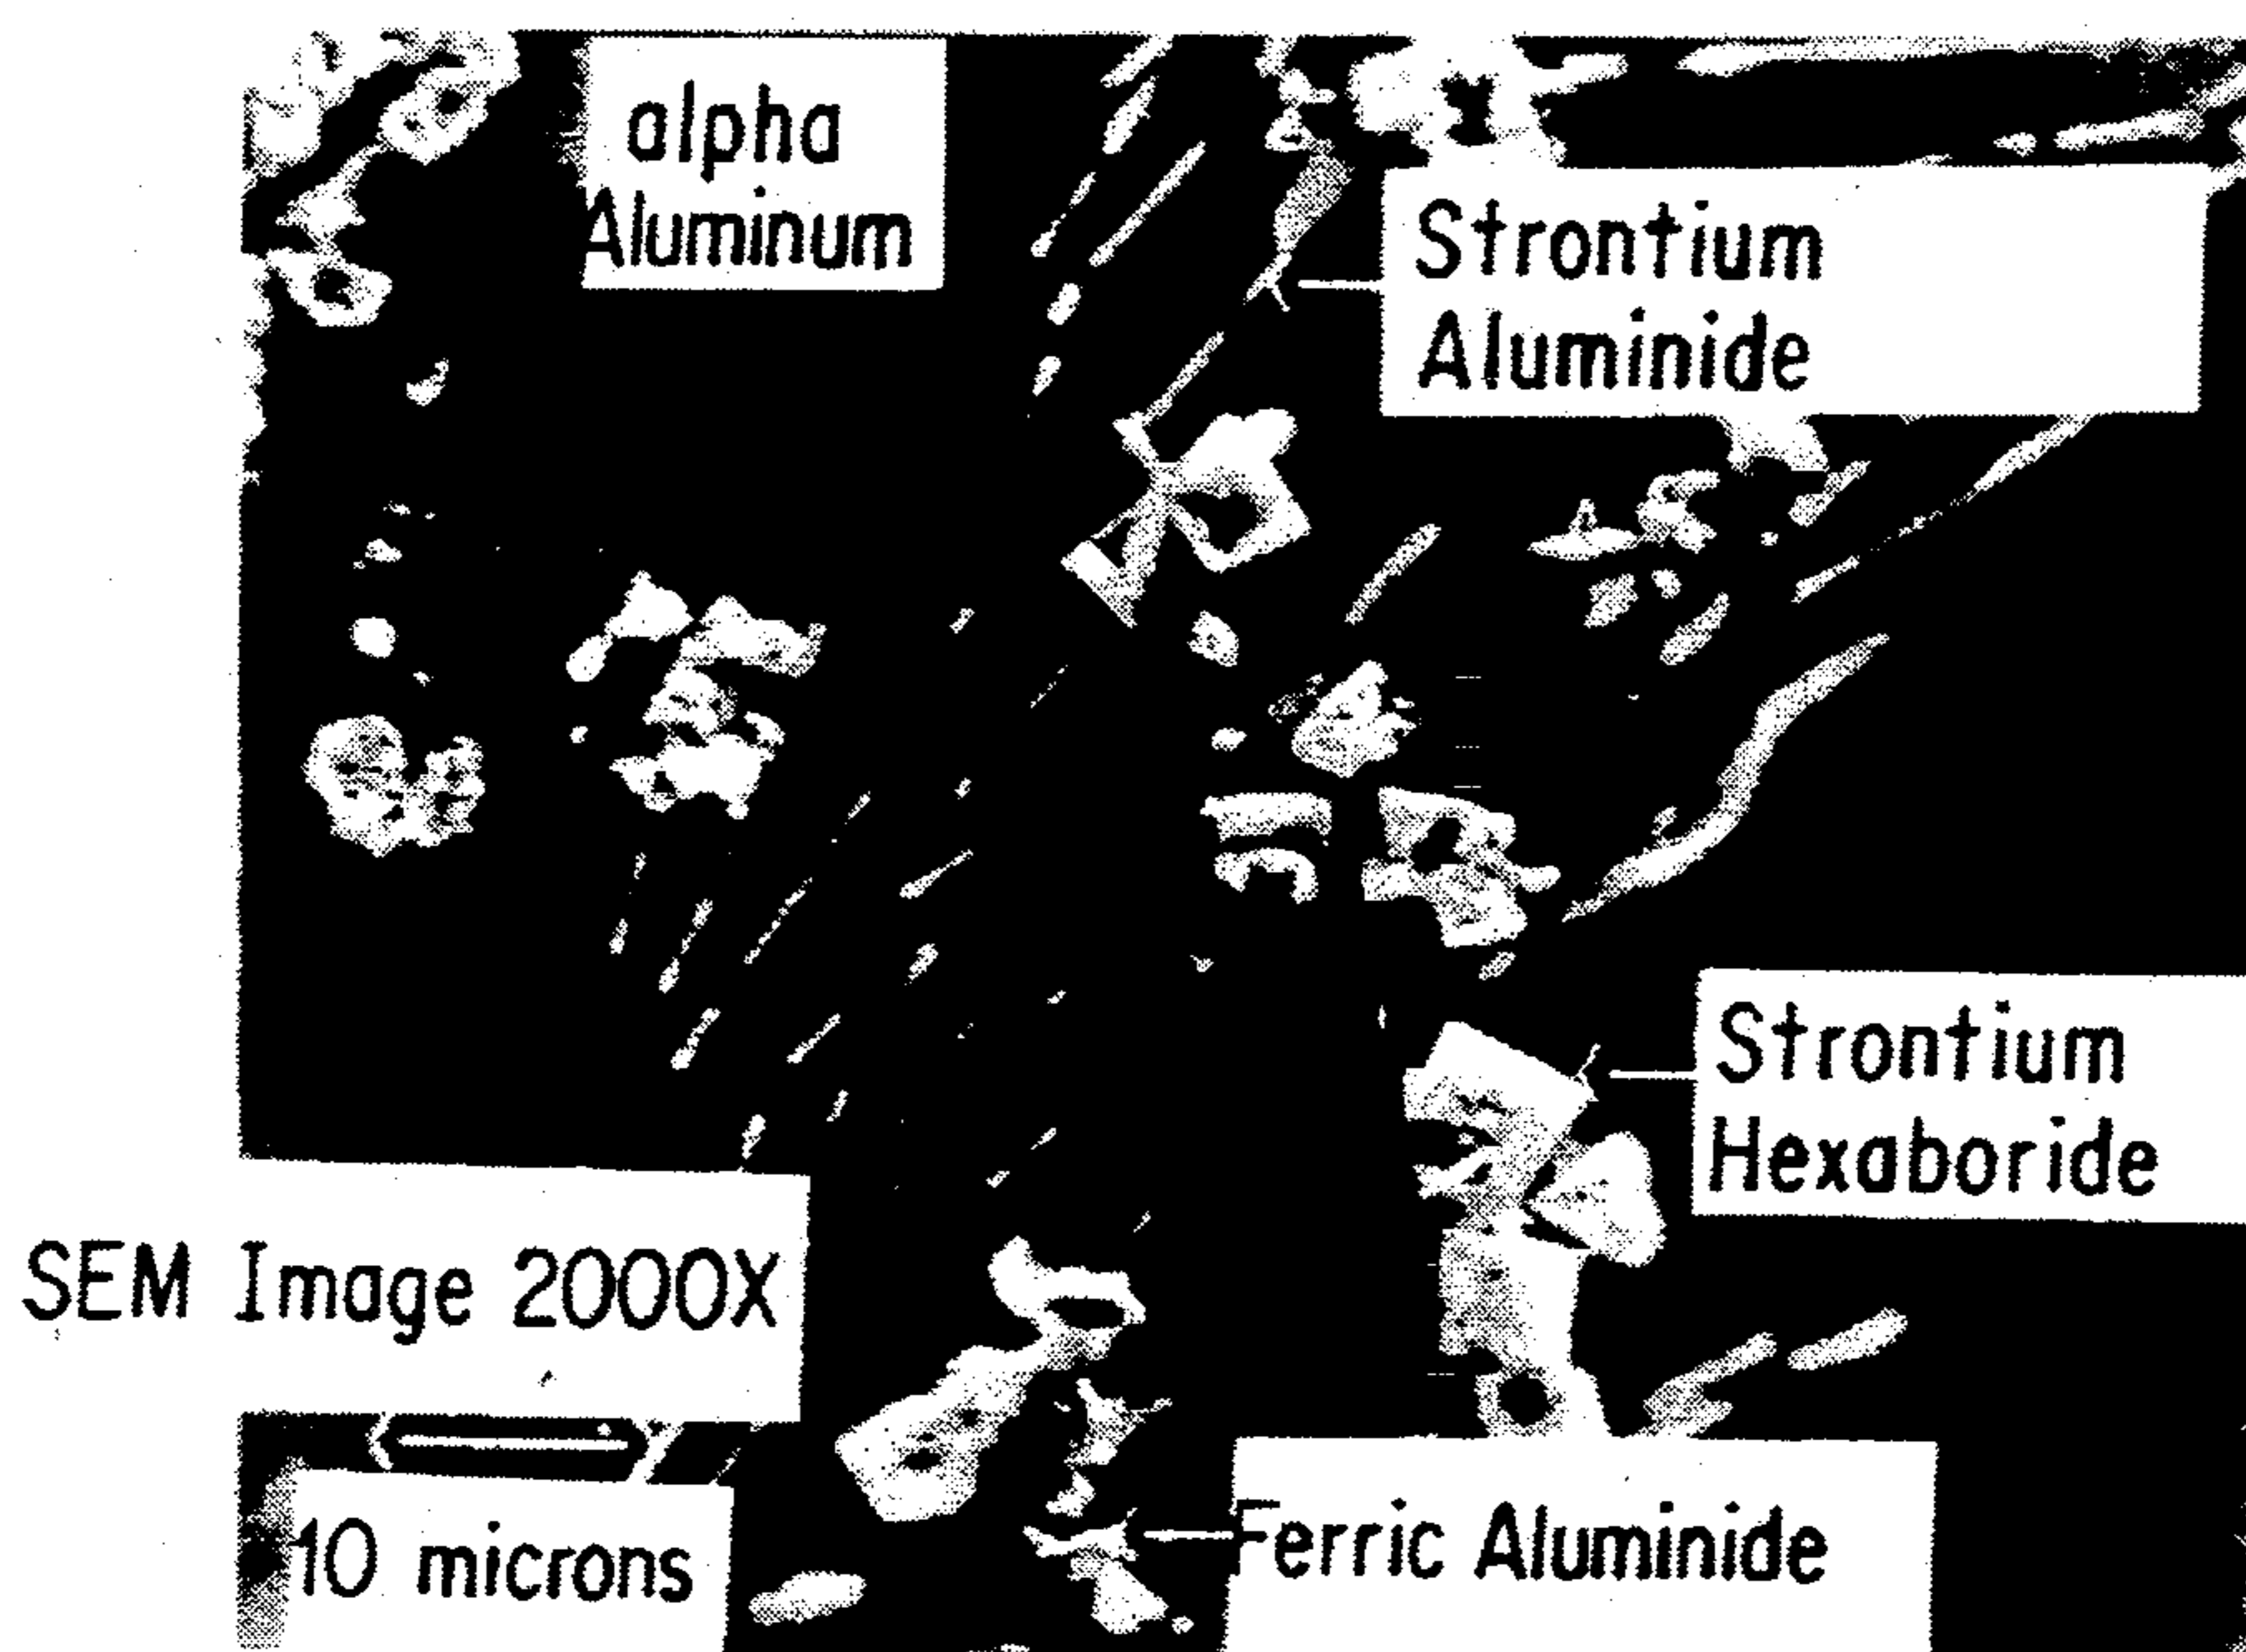 alpha
Aluminum
Strontium
Aluminide
Strontium
Hexaboride
SEM Image 2000X
10 microns
Ferric Aluminide